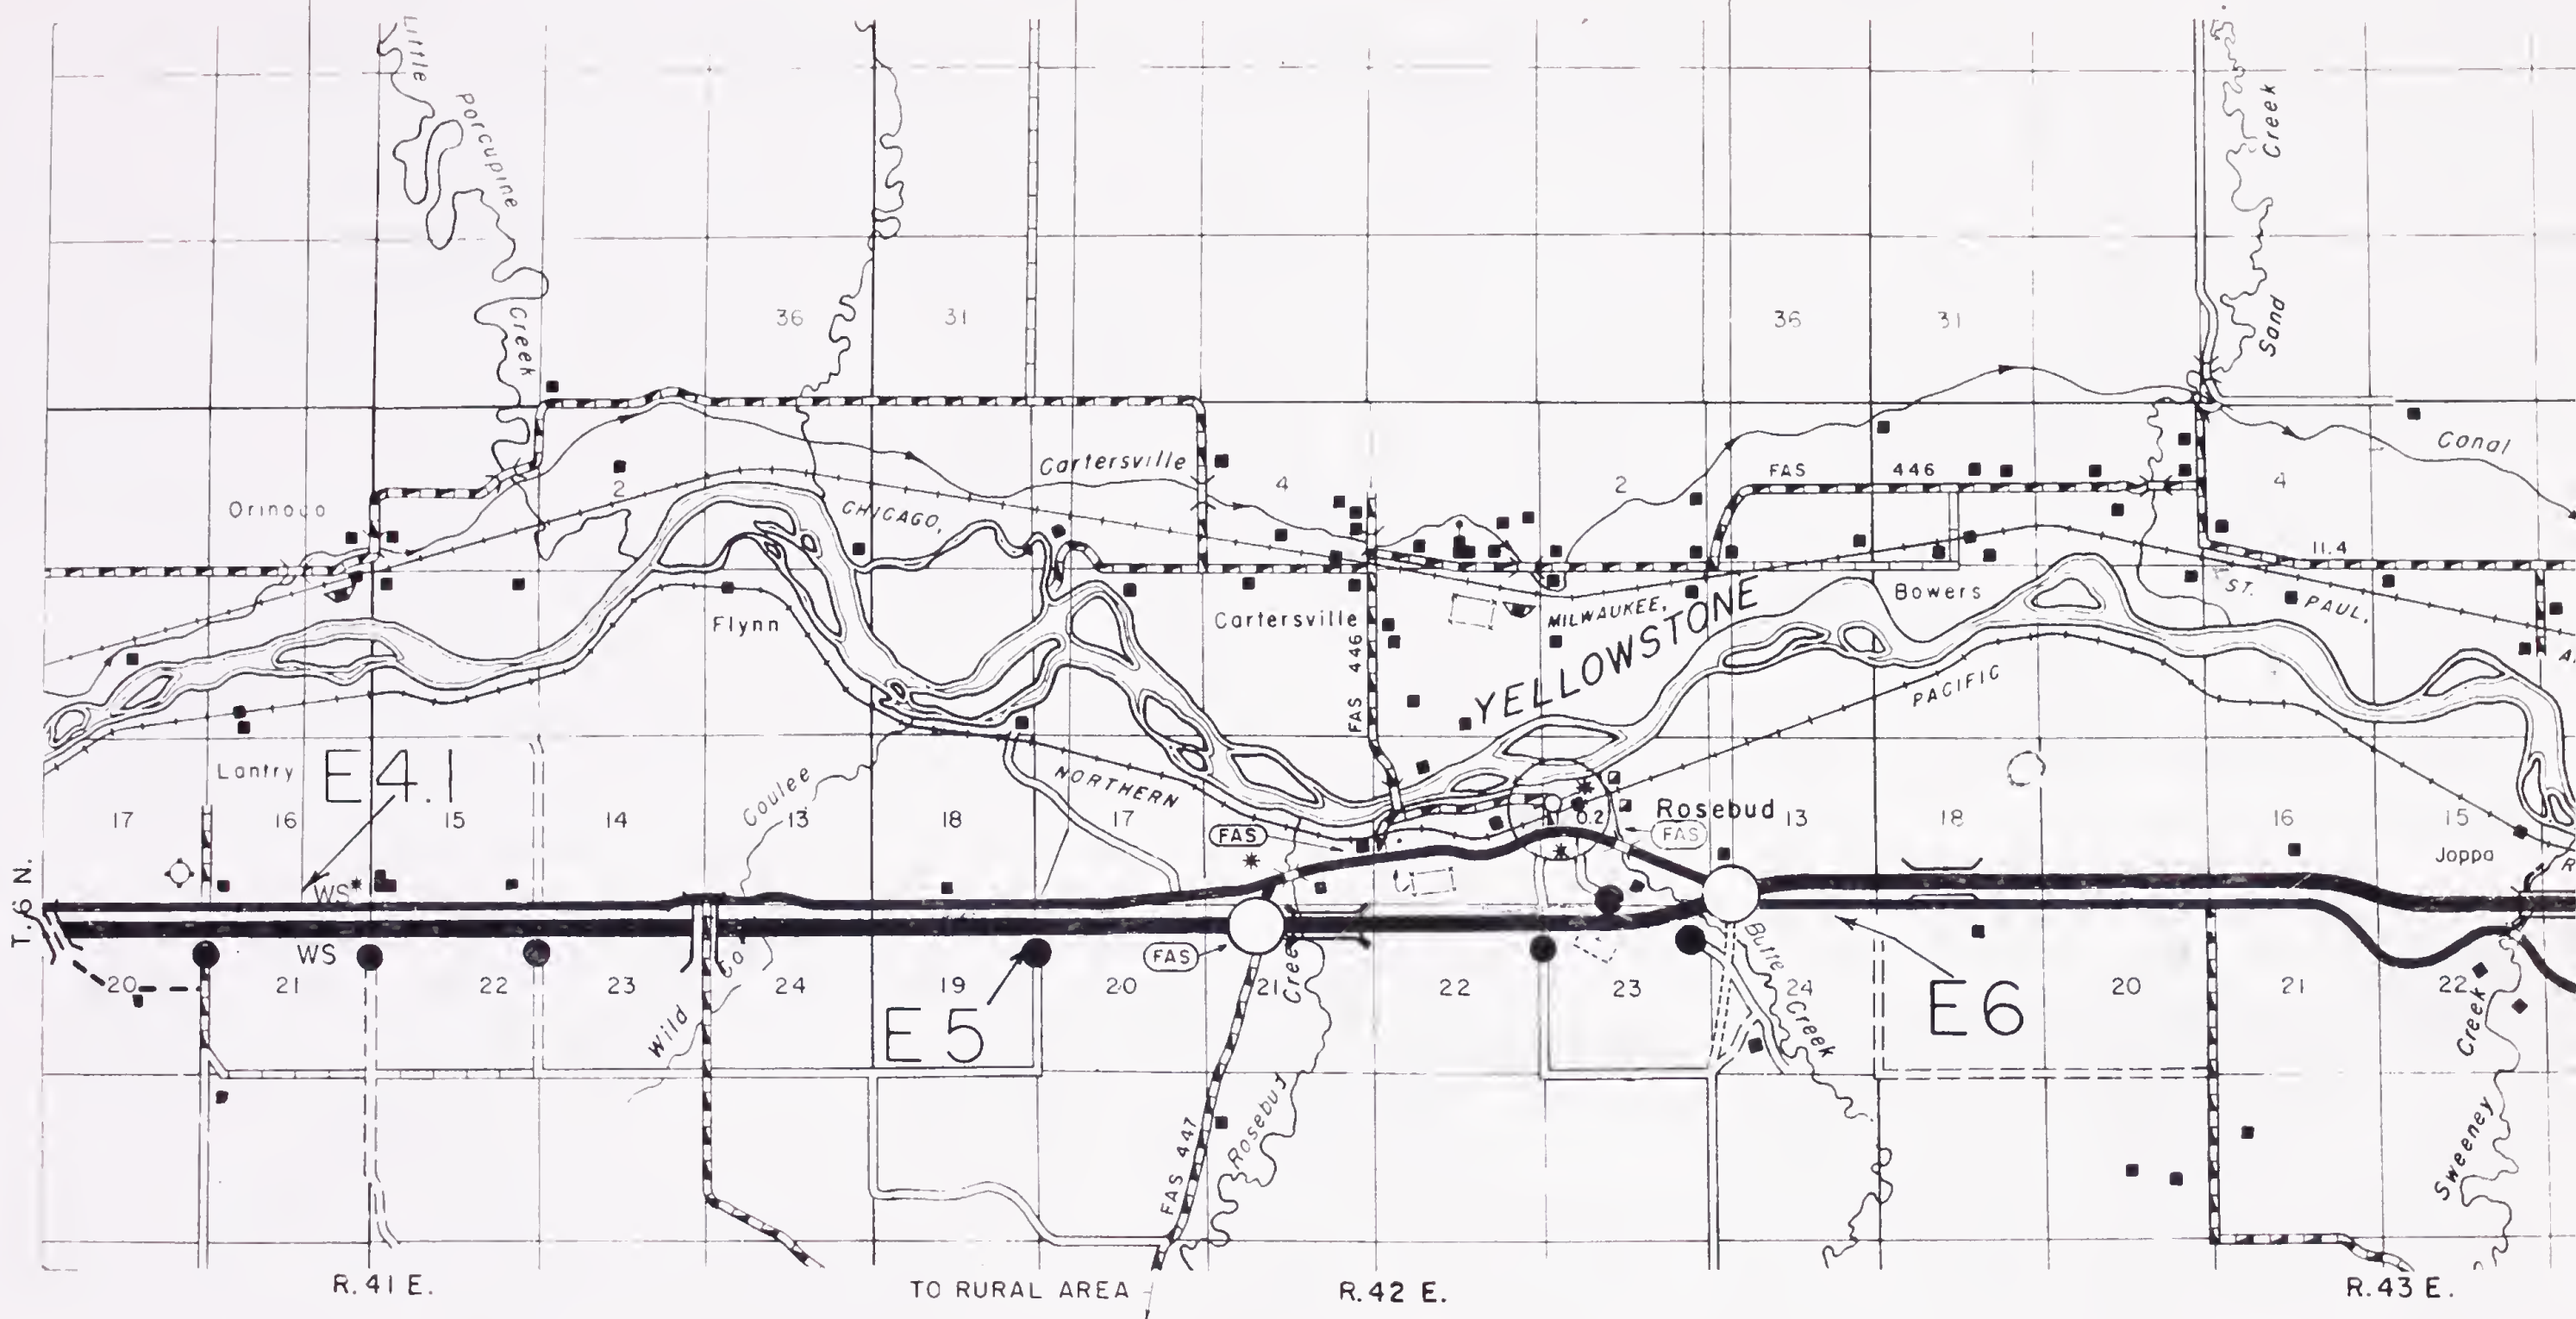 Little
Porcupine
Creek
Creek
Sand
36
31
36
31
Cartersville
Canal
FAS 446
2
4
2
4
Orinoco
CHICAGO,
11.4
Flynn
Cartersville
MILWAUKEE,
Bowers
ST. PAUL,
FAS 446
YELLOWSTONE
PACIFIC
Lantry
E 4.1
NORTHERN
Coulee
Rosebud
17
16
15
14
13
18
17
FAS
0.2
FAS
13
18
16
15
Joppa
T. 6 N.
WS
WS
FAS
20
21
22
23
24
19
20
21
Creek
22
23
24
20
21
22
Wild
E 5
E 6
Butte Creek
Creek
Sweeney
Rosebud
FAS 447
R. 41 E.
TO RURAL AREA
R. 42 E.
R. 43 E.